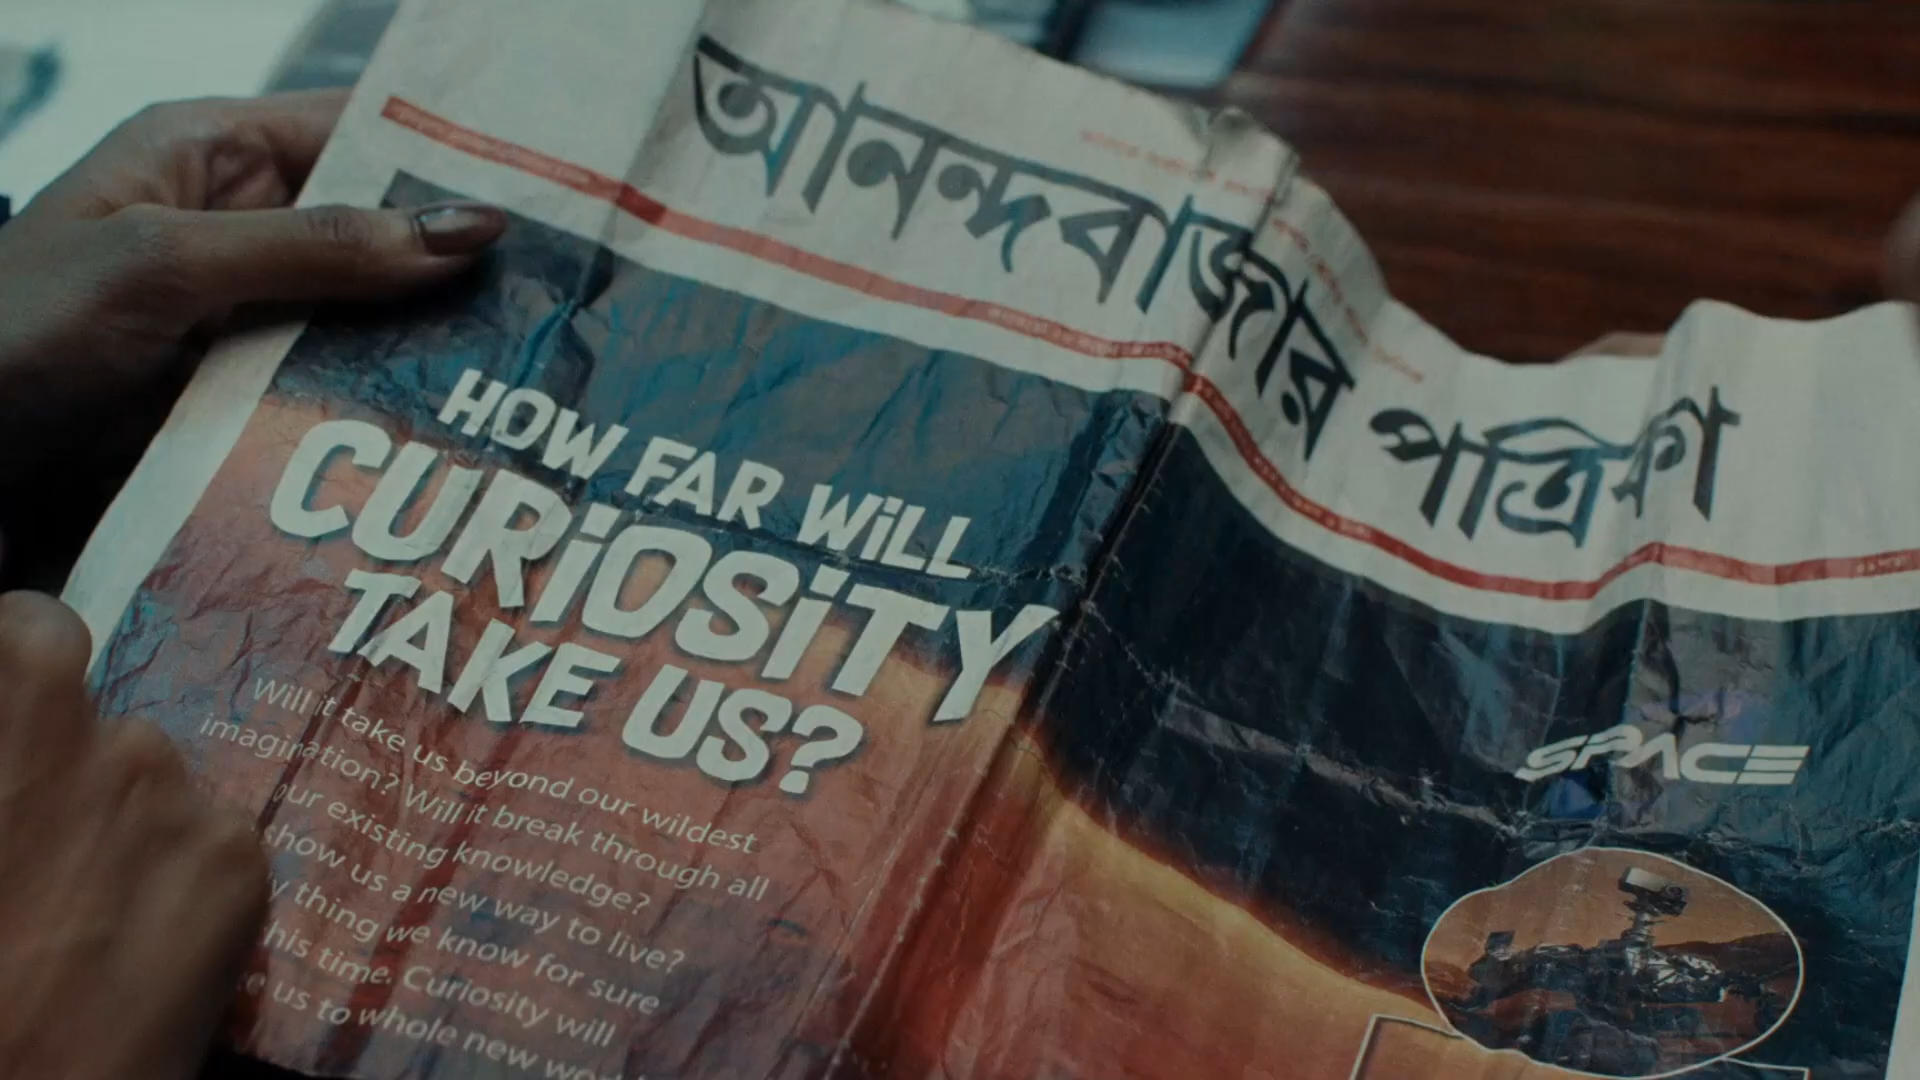 আনন্দবাজার পত্রিকা
HOW FAR WiLL
CURiOSiTY
TAKE US?
Will it take us beyond our wildest
imagination? Will it break through all
our existing knowledge?
how us a new way to live?
thing we know for sure
his time. Curiosity will
us to whole new
SPACE